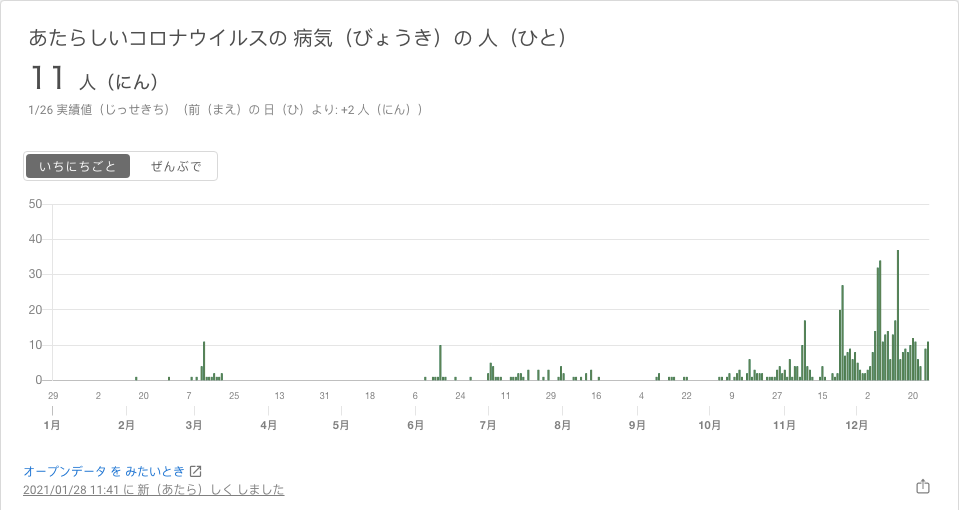 あたらしいコロナウイルスの 病気（びょうき）の 人（ひと）
11 人（にん）
1/26 実績値（じっせきち）（前（まえ）の 日（ひ）より: +2 人（にん））
いちにちごと ぜんぶで
50
40
30
20
10
0
29 2 20 7 25 13 31 18 6 24 11 29 16 4 22 9 27 15 2 20
1月 2月 3月 4月 5月 6月 7月 8月 9月 10月 11月 12月
オープンデータ を みたいとき
2021/01/28 11:41 に 新（あたら）しく しました